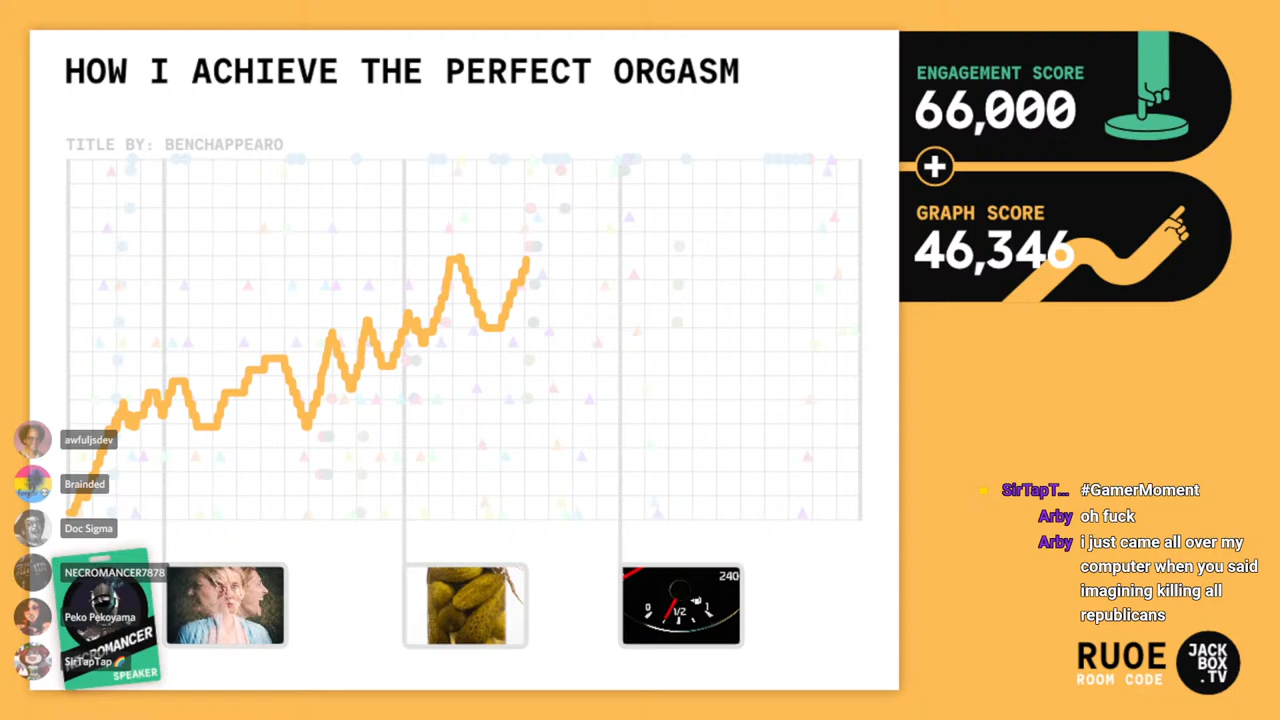 HOW I ACHIEVE THE PERFECT ORGASM
TITLE BY: BENCHAPPEARO
ENGAGEMENT SCORE
66,000
+
GRAPH SCORE
46,346
awfuljsdev
Brainded
Doc Sigma
NECROMANCER7878
Peko Pekoyama
SirTapTap🌈
NECROMANCER
SPEAKER
240
0 1/2 1
SirTapT... #GamerMoment
Arby oh fuck
Arby i just came all over my
computer when you said
imagining killing all
republicans
RUOE
ROOM CODE
JACK
BOX
.TV